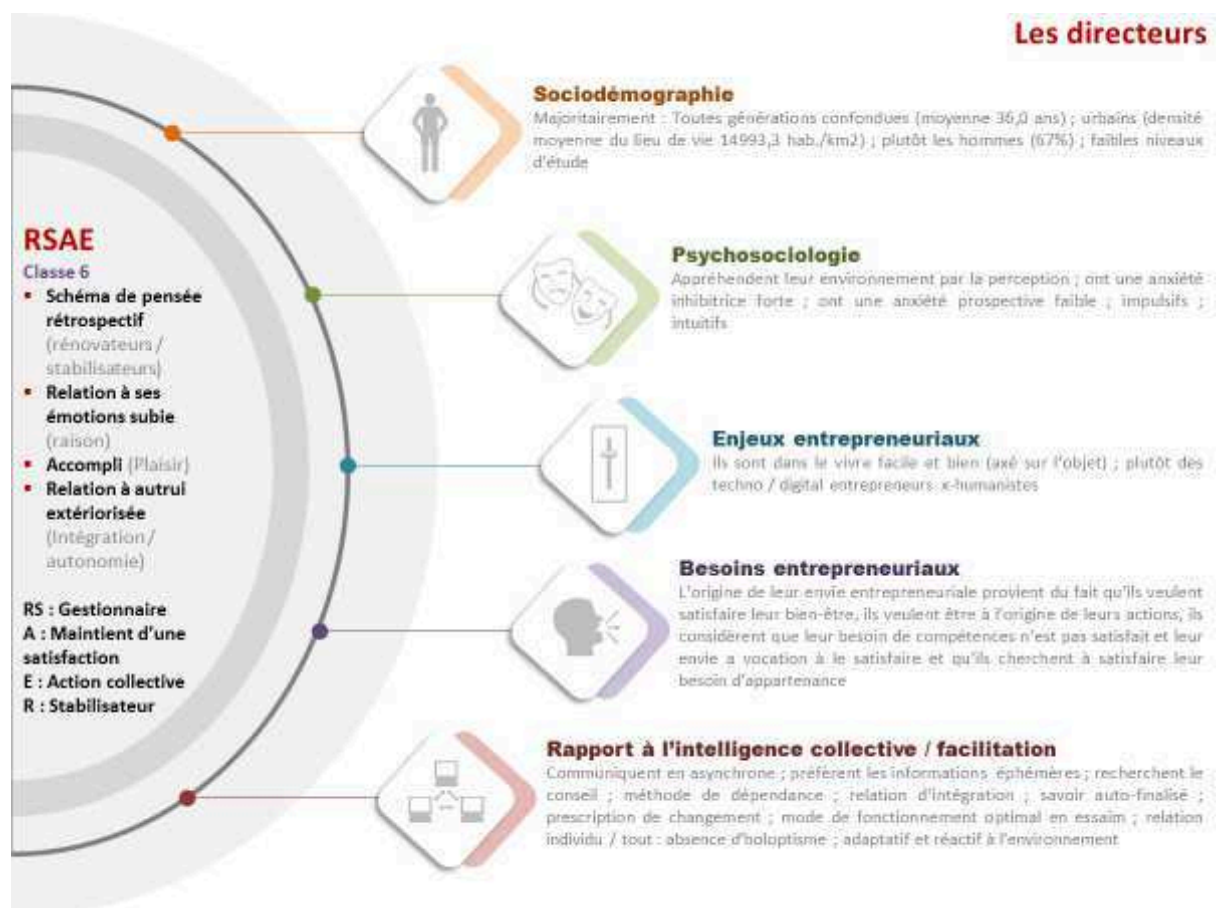 Les directeurs
Sociodémographie
Majoritairement : Toutes générations confondues (moyenne 36,0 ans) ; urbains (densité
moyenne du lieu de vie 14993,3 hab./km2) ; plutôt les hommes (67%) ; faibles niveaux
d'étude
RSAE
Classe 6
▪ Schéma de pensée
rétrospectif
(rénovateurs /
stabilisateurs)
▪ Relation à ses
émotions subie
(raison)
▪ Accompli (Plaisir)
▪ Relation à autrui
extériorisée
(Intégration /
autonomie)
RS : Gestionnaire
A : Maintient d'une
satisfaction
E : Action collective
R : Stabilisateur
Psychosociologie
Appréhendent leur environnement par la perception ; ont une anxiété
inhibitrice forte ; ont une anxiété prospective faible ; impulsifs ;
intuitifs
Enjeux entrepreneuriaux
Ils sont dans le vivre facile et bien (axé sur l'objet) ; plutôt des
techno / digital entrepreneurs x-humanistes
Besoins entrepreneuriaux
L'origine de leur envie entrepreneuriale provient du fait qu'ils veulent
satisfaire leur bien-être, ils veulent être à l'origine de leurs actions, ils
considèrent que leur besoin de compétences n'est pas satisfait et leur
envie a vocation à le satisfaire et qu'ils cherchent à satisfaire leur
besoin d'appartenance
Rapport à l'intelligence collective / facilitation
Communiquent en asynchrone ; préfèrent les informations éphémères ; recherchent le
conseil ; méthode de dépendance ; relation d'intégration ; savoir auto-finalisé ;
prescription de changement ; mode de fonctionnement optimal en essaim ; relation
individu / tout : absence d'holoptisme ; adaptatif et réactif à l'environnement